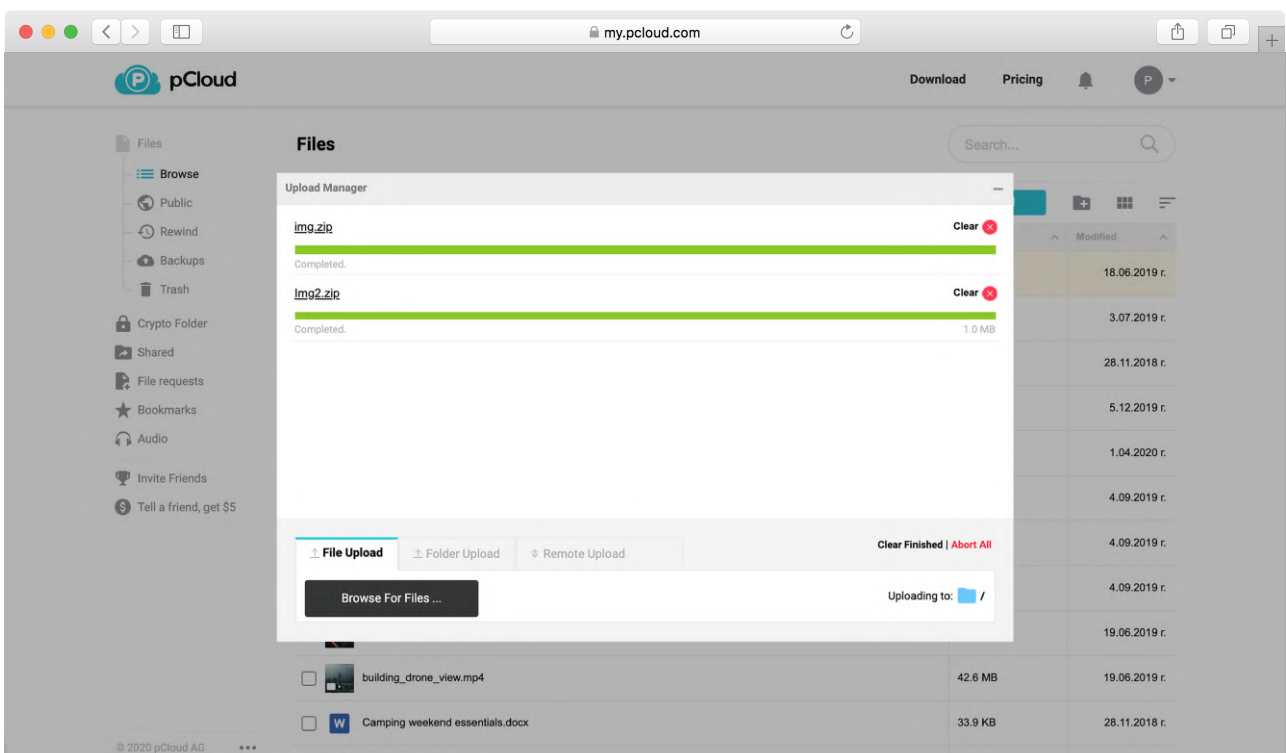 my.pcloud.com
pCloud
Download
Pricing
P
Files
Browse
Public
Rewind
Backups
Trash
Crypto Folder
Shared
File requests
Bookmarks
Audio
Invite Friends
Tell a friend, get $5
© 2020 pCloud AG
Files
Search...
Modified
18.06.2019 г.
3.07.2019 г.
28.11.2018 г.
5.12.2019 г.
1.04.2020 г.
4.09.2019 г.
4.09.2019 г.
4.09.2019 г.
19.06.2019 г.
Upload Manager
img.zip Clear
Completed.
Img2.zip Clear
Completed. 1.0 MB
Clear Finished | Abort All
File Upload Folder Upload Remote Upload
Browse For Files ... Uploading to: /
building_drone_view.mp4 42.6 MB 19.06.2019 г.
W Camping weekend essentials.docx 33.9 KB 28.11.2018 г.